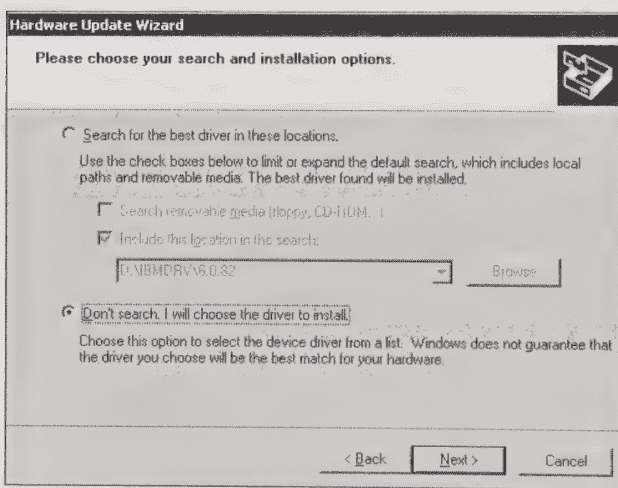 Hardware Update Wizard
Please choose your search and installation options.
Search for the best driver in these locations.
Use the check boxes below to limit or expand the default search, which includes local
paths and removable media. The best driver found will be installed.
Search removable media (floppy, CD-ROM...)
Include this location in the search:
Browse
Don't search. I will choose the driver to install.
Choose this option to select the device driver from a list. Windows does not guarantee that
the driver you choose will be the best match for your hardware.
< Back
Next >
Cancel